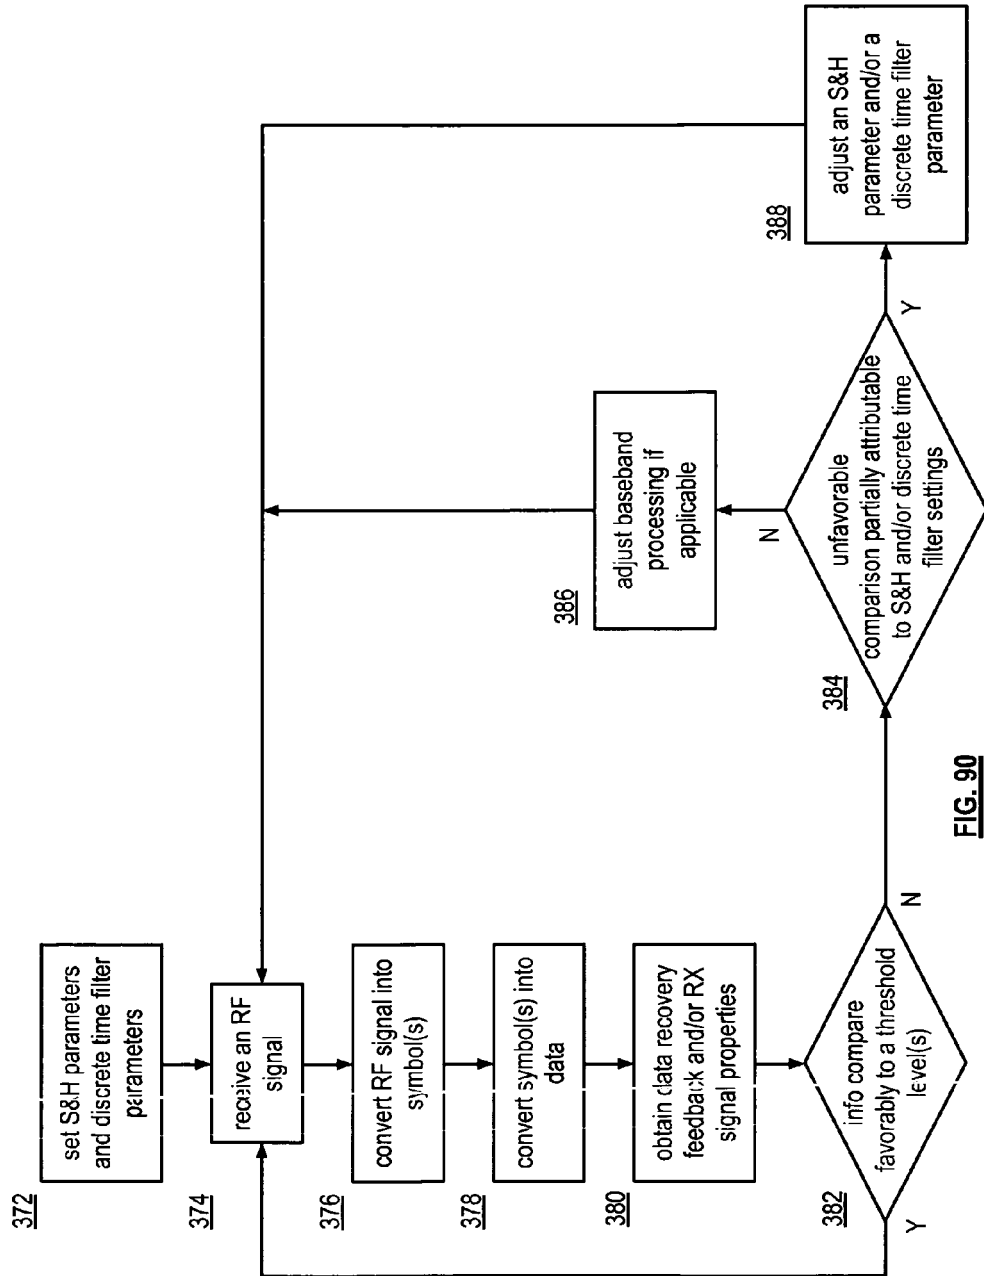 372
set S&H parameters
and discrete time filter
parameters
374
receive an RF
signal
376
convert RF signal into
symbol(s)
378
convert symbol(s) into
data
380
obtain data recovery
feedback and/or RX
signal properties
382
info compare
favorably to a threshold
level(s)
Y
N
384
unfavorable
comparison partially attributable
to S&H and/or discrete time
filter settings
N
Y
386
adjust baseband
processing if
applicable
388
adjust an S&H
parameter and/or a
discrete time filter
parameter
FIG. 90